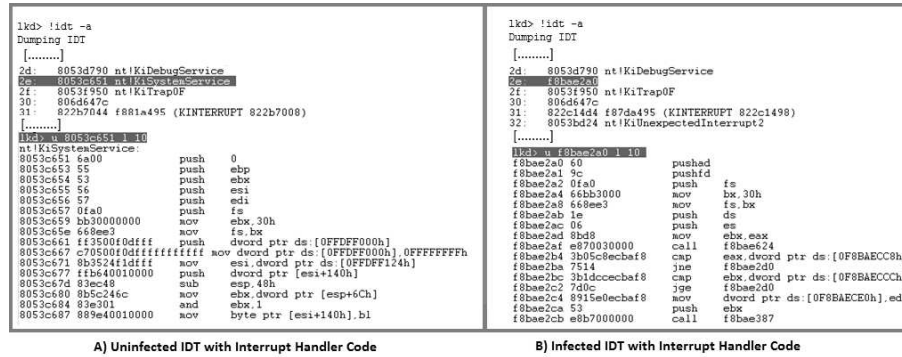 lkd> !idt -a
Dumping IDT
[.........]
2d: 8053d790 nt!KiDebugService
2e: 8053c651 nt!KiSystemService
2f: 8053f950 nt!KiTrap0F
30: 806d647c
31: 822b7044 f881a495 (KINTERRUPT 822b7008)
[.........]
lkd> u 8053c651 l 10
nt!KiSystemService:
8053c651 6a00 push 0
8053c653 55 push ebp
8053c654 53 push ebx
8053c655 56 push esi
8053c656 57 push edi
8053c657 0fa0 push fs
8053c659 bb30000000 mov ebx,30h
8053c65e 668ee3 mov fs,bx
8053c661 ff3500f0dfff push dword ptr ds:[0FFDFF000h]
8053c667 c70500f0dfffffffffff mov dword ptr ds:[0FFDFF000h],0FFFFFFFFh
8053c671 8b3524f1dfff mov esi,dword ptr ds:[0FFDFF124h]
8053c677 ffb640010000 push dword ptr [esi+140h]
8053c67d 83ec48 sub esp,48h
8053c680 8b5c246c mov ebx,dword ptr [esp+6Ch]
8053c684 83e301 and ebx,1
8053c687 889e40010000 mov byte ptr [esi+140h],bl
A) Uninfected IDT with Interrupt Handler Code
lkd> !idt -a
Dumping IDT
[.........]
2d: 8053d790 nt!KiDebugService
2e: f8bae2a0
2f: 8053f950 nt!KiTrap0F
30: 806d647c
31: 822c14d4 f87da495 (KINTERRUPT 822c1498)
32: 8053bd24 nt!KiUnexpectedInterrupt2
[.........]
lkd> u f8bae2a0 l 10
f8bae2a0 60 pushad
f8bae2a1 9c pushfd
f8bae2a2 0fa0 push fs
f8bae2a4 66bb3000 mov bx,30h
f8bae2a8 668ee3 mov fs,bx
f8bae2ab 1e push ds
f8bae2ac 06 push es
f8bae2ad 8bd8 mov ebx,eax
f8bae2af e870030000 call f8bae624
f8bae2b4 3b05c8ecbaf8 cmp eax,dword ptr ds:[0F8BAECC8h
f8bae2ba 7514 jne f8bae2d0
f8bae2bc 3b1dccecbaf8 cmp ebx,dword ptr ds:[0F8BAECCCh
f8bae2c2 7d0c jge f8bae2d0
f8bae2c4 8915e0ecbaf8 mov dword ptr ds:[0F8BAECE0h],ed
f8bae2ca 53 push ebx
f8bae2cb e8b7000000 call f8bae387
B) Infected IDT with Interrupt Handler Code